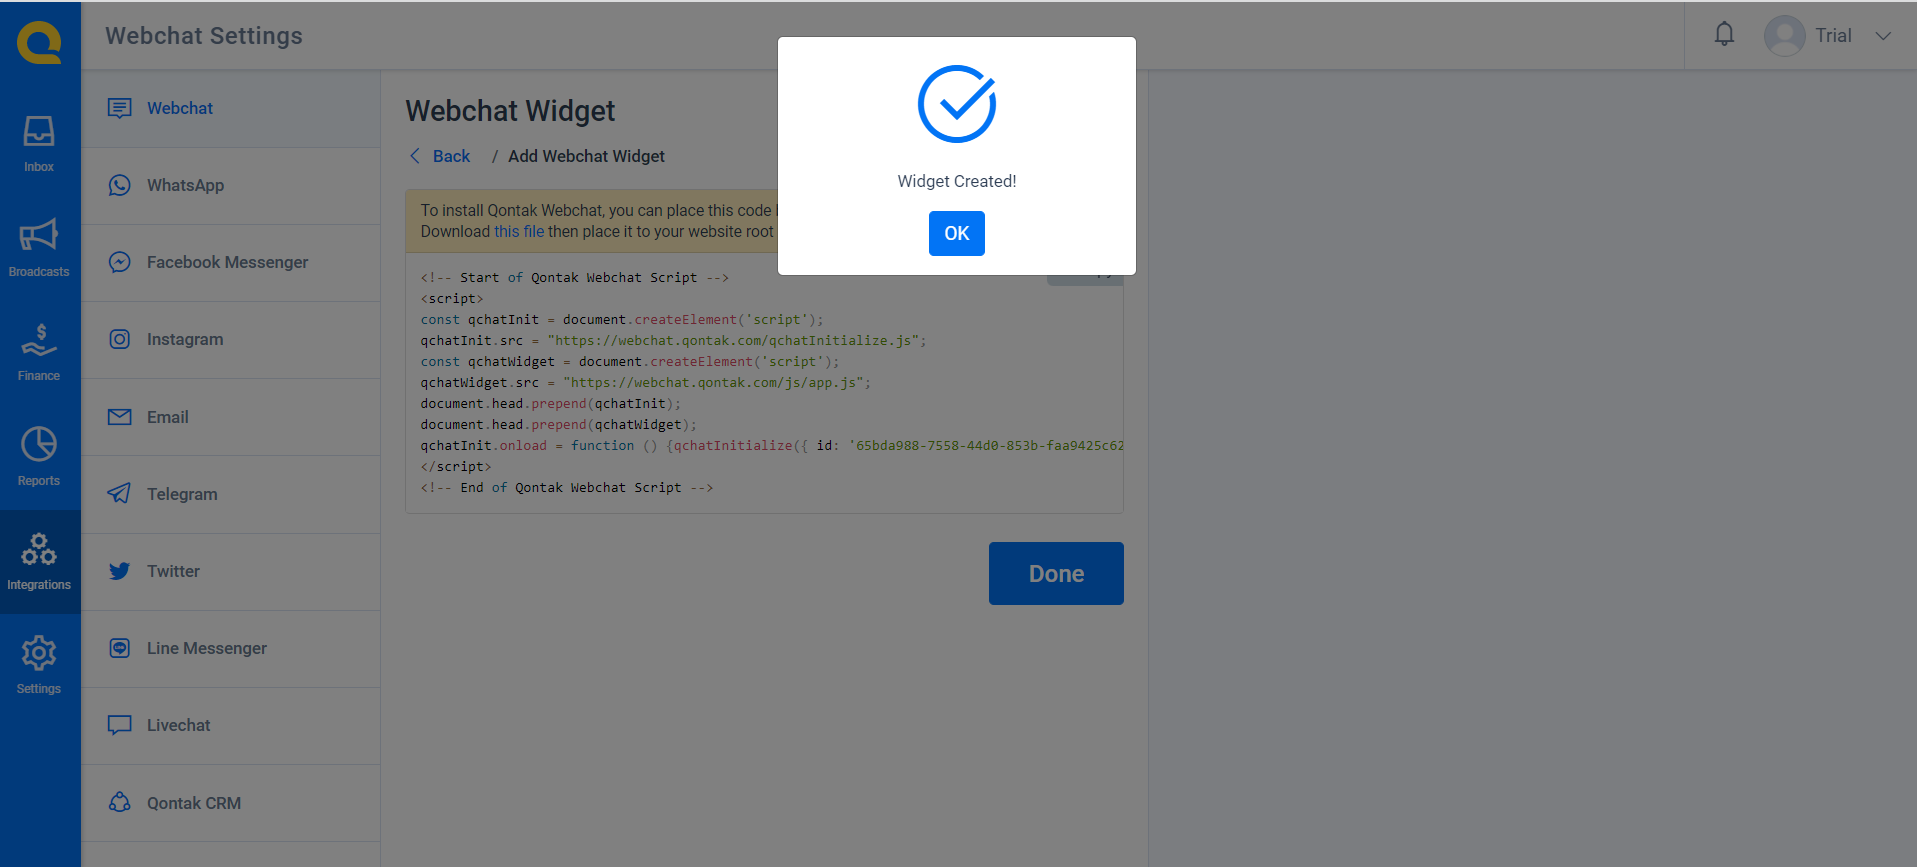 Webchat Settings
Trial
Inbox
Broadcasts
Finance
Reports
Integrations
Settings
Webchat
WhatsApp
Facebook Messenger
Instagram
Email
Telegram
Twitter
Line Messenger
Livechat
Qontak CRM
Webchat Widget
Back / Add Webchat Widget
To install Qontak Webchat, you can place this code
Download this file then place it to your website root
<!-- Start of Qontak Webchat Script -->
<script>
const qchatInit = document.createElement('script');
qchatInit.src = "https://webchat.qontak.com/qchatInitialize.js";
const qchatWidget = document.createElement('script');
qchatWidget.src = "https://webchat.qontak.com/js/app.js";
document.head.prepend(qchatInit);
document.head.prepend(qchatWidget);
qchatInit.onload = function () {qchatInitialize({ id: '65bda988-7558-44d0-853b-faa9425c62
</script>
<!-- End of Qontak Webchat Script -->
Done
Widget Created!
OK